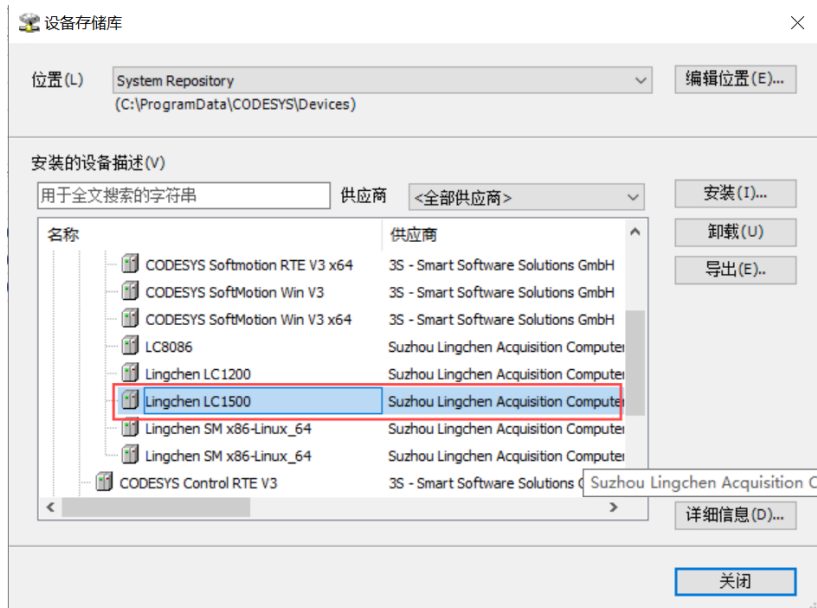 设备存储库
位置(L) System Repository 编辑位置(E)...
(C:\ProgramData\CODESYS\Devices)
安装的设备描述(V)
用于全文搜索的字符串 供应商 <全部供应商> 安装(I)...
名称 供应商 卸载(U)
CODESYS Softmotion RTE V3 x64 3S - Smart Software Solutions GmbH 导出(E)..
CODESYS SoftMotion Win V3 3S - Smart Software Solutions GmbH
CODESYS SoftMotion Win V3 x64 3S - Smart Software Solutions GmbH
LC8086 Suzhou Lingchen Acquisition Computer
Lingchen LC1200 Suzhou Lingchen Acquisition Computer
Lingchen LC1500 Suzhou Lingchen Acquisition Computer
Lingchen SM x86-Linux_64 Suzhou Lingchen Acquisition Computer
Lingchen SM x86-Linux_64 Suzhou Lingchen Acquisition Computer
CODESYS Control RTE V3 3S - Smart Software Solutions Suzhou Lingchen Acquisition
详细信息(D)...
关闭